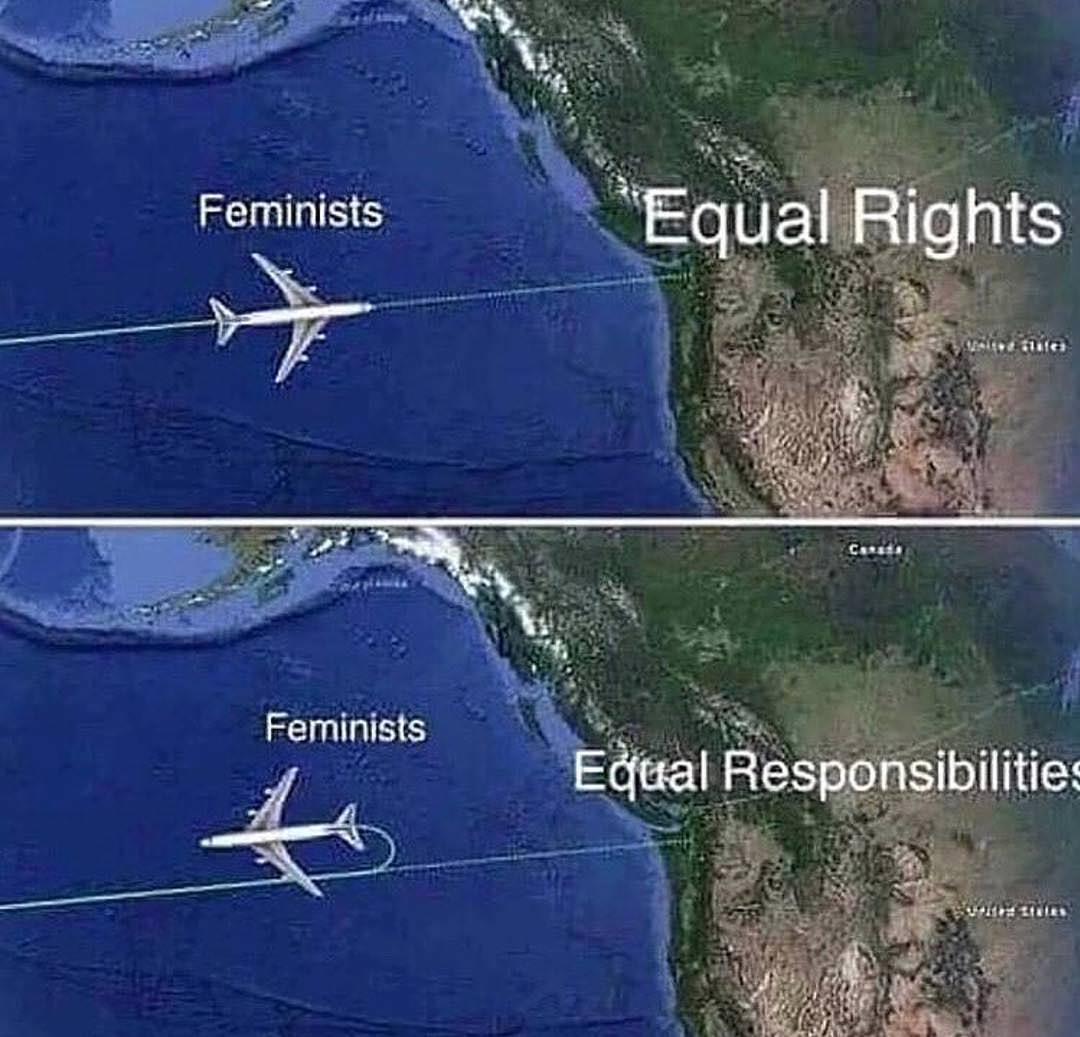 Feminists
Equal Rights
United States
Canada
Feminists
Equal Responsibilities
United States